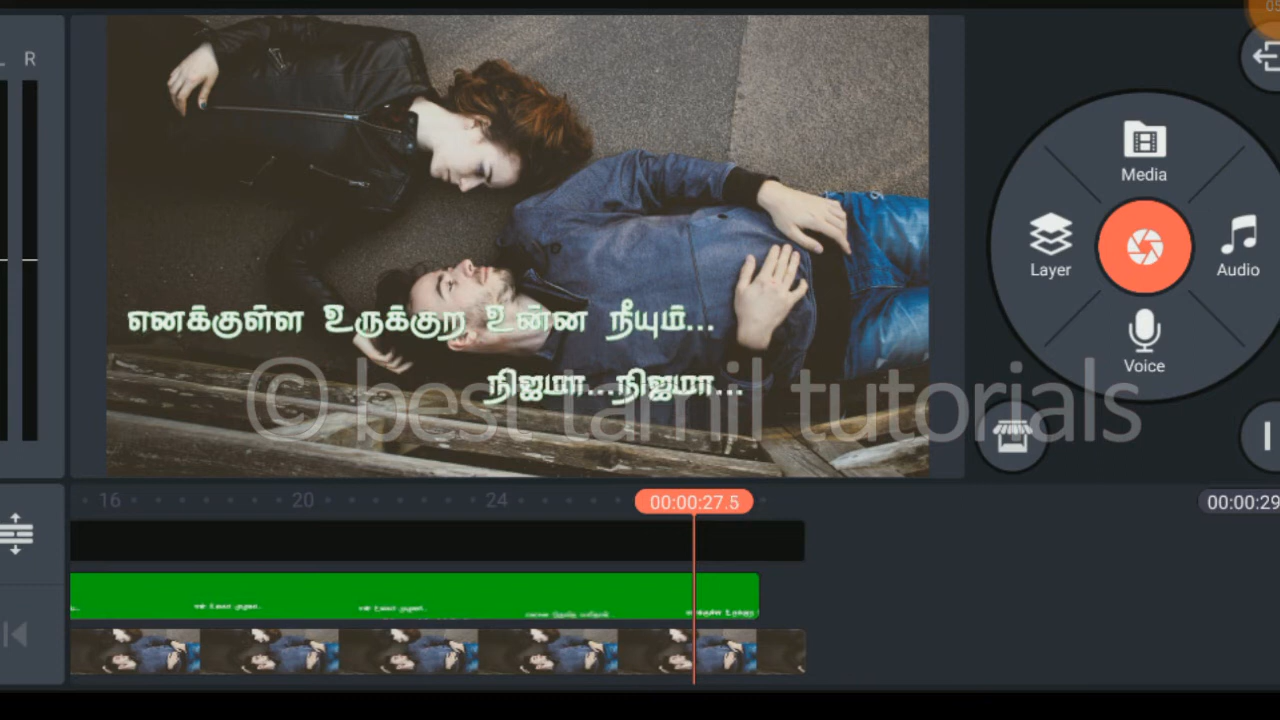 R
Media
Layer
Audio
Voice
எனக்குள்ள உருக்குற உன்ன நீயும்...
நிஜமா...நிஜமா...
© best tamil tutorials
16
20
24
00:00:27.5
00:00:29